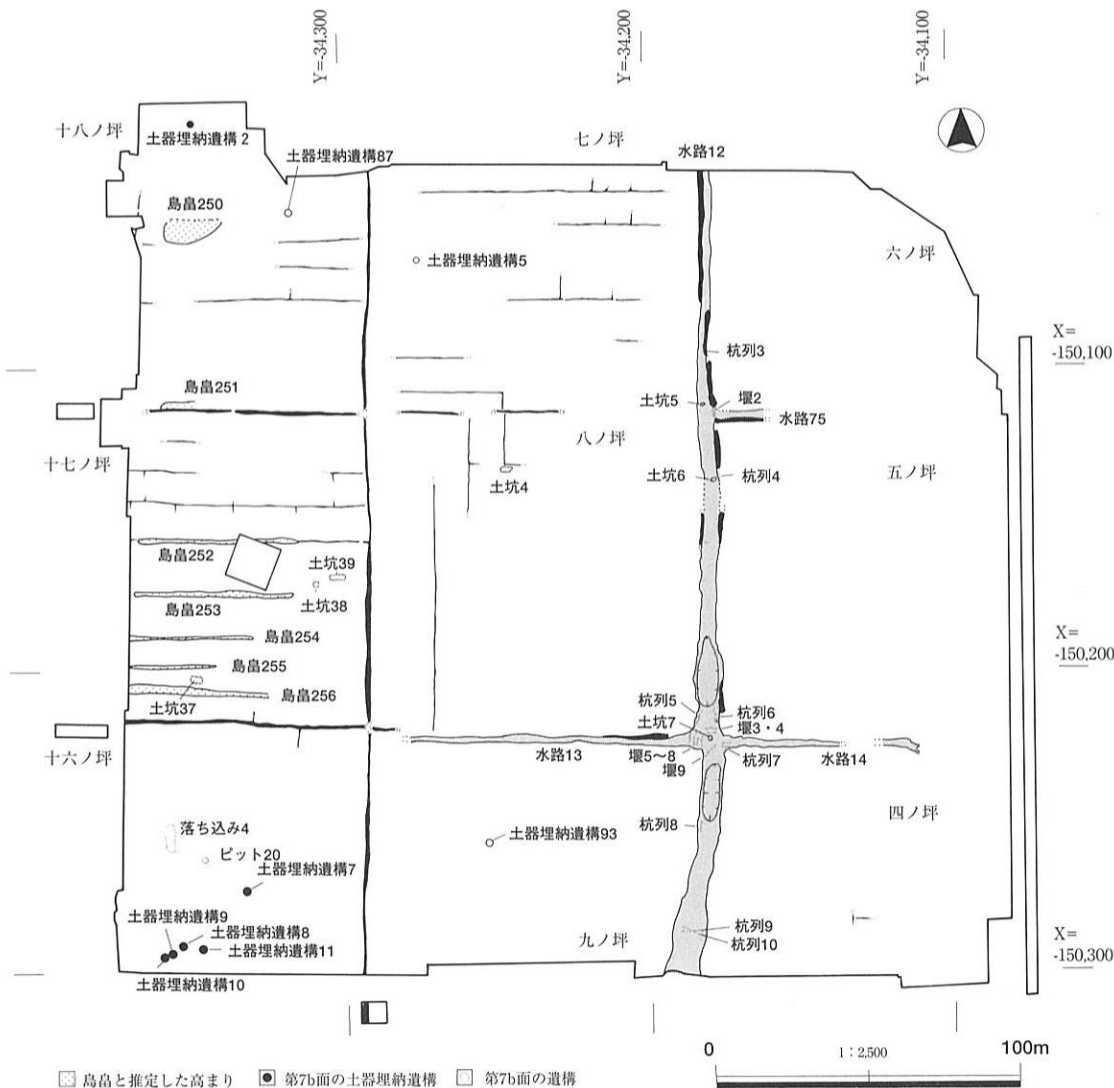 Y=-34,300
Y=-34,200
Y=-34,100
十八ノ坪
土器埋納遺構2
土器埋納遺構87
七ノ坪
水路12
島畠250
土器埋納遺構5
六ノ坪
X=
-150,100
杭列3
島畠251
土坑5
堰2
水路75
八ノ坪
十七ノ坪
土坑4
土坑6
杭列4
五ノ坪
島畠252
土坑39
土坑38
島畠253
島畠254
島畠255
島畠256
土坑37
X=
-150,200
杭列5
杭列6
土坑7
堰3・4
十六ノ坪
水路13
堰5〜8
堰9
杭列7
水路14
四ノ坪
落ち込み4
ピット20
土器埋納遺構93
杭列8
土器埋納遺構7
土器埋納遺構9
土器埋納遺構8
土器埋納遺構11
土器埋納遺構10
九ノ坪
杭列9
杭列10
X=
-150,300
0
1:2,500
100m
島畠と推定した高まり
第7b面の土器埋納遺構
第7b面の遺構